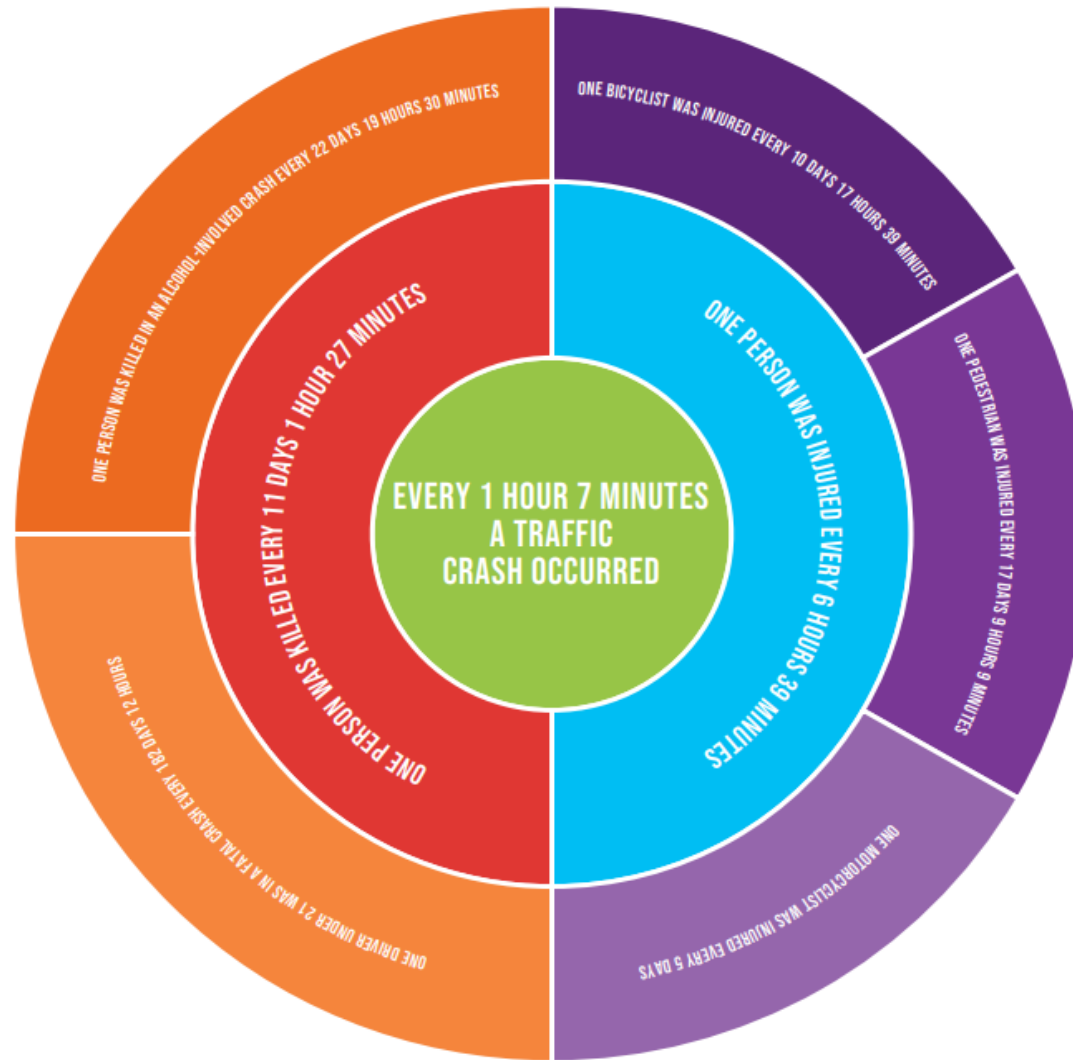 EVERY 1 HOUR 7 MINUTES
A TRAFFIC
CRASH OCCURRED
ONE PERSON WAS KILLED EVERY 11 DAYS 1 HOUR 27 MINUTES
ONE PERSON WAS INJURED EVERY 6 HOURS 39 MINUTES
ONE PERSON WAS KILLED IN AN ALCOHOL-INVOLVED CRASH EVERY 22 DAYS 19 HOURS 30 MINUTES
ONE BICYCLIST WAS INJURED EVERY 10 DAYS 17 HOURS 39 MINUTES
ONE PEDESTRIAN WAS INJURED EVERY 17 DAYS 9 HOURS 9 MINUTES
ONE MOTORCYCLIST WAS INJURED EVERY 5 DAYS
ONE DRIVER UNDER 21 WAS IN A FATAL CRASH EVERY 182 DAYS 12 HOURS